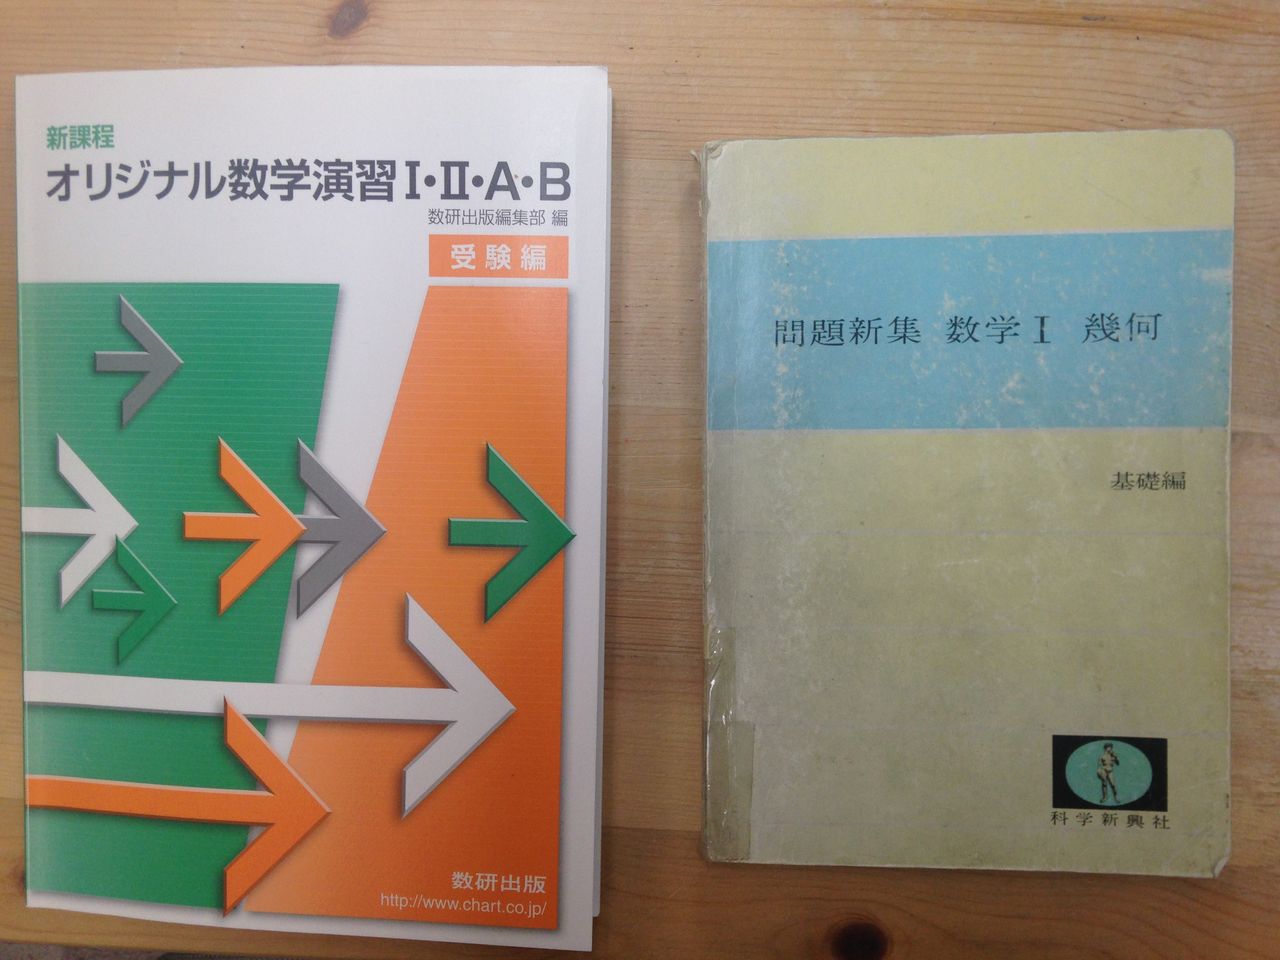 新課程
オリジナル数学演習Ⅰ・Ⅱ・A・B
数研出版編集部 編
受験編
数研出版
http://www.chart.co.jp/
問題新集 数学Ⅰ 幾何
基礎編
科学新興社